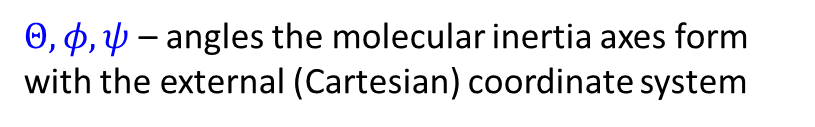 Θ, ϕ, ψ – angles the molecular inertia axes form
with the external (Cartesian) coordinate system